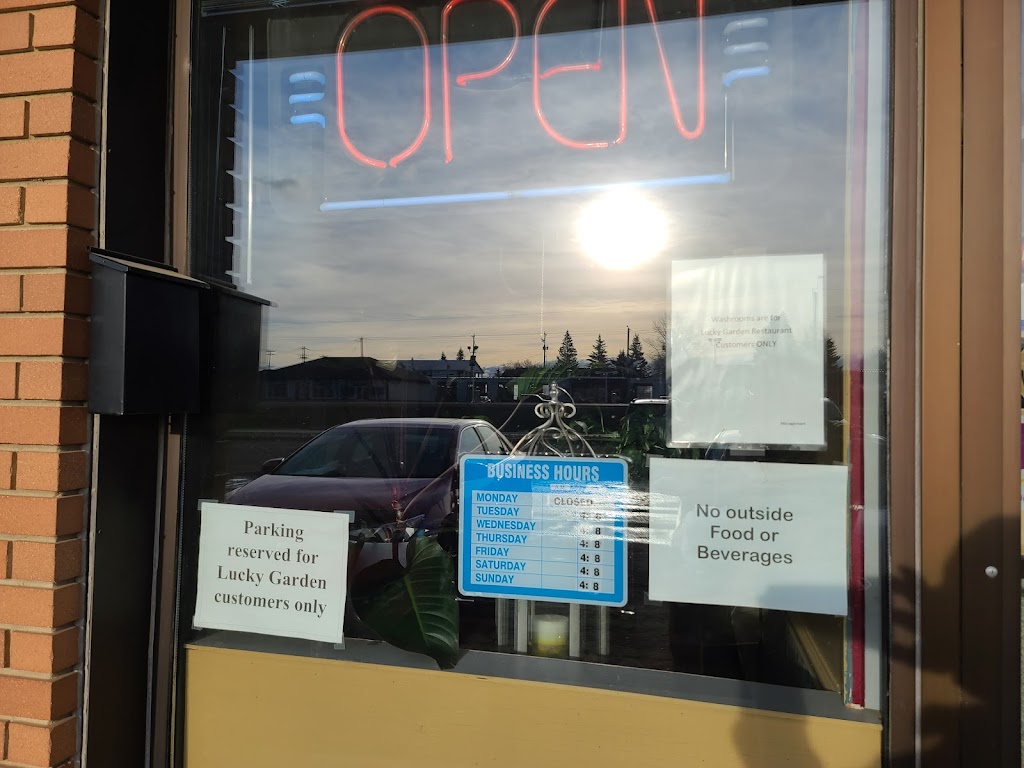 OPEN
Washrooms are for
Lucky Garden Restaurant
Customers ONLY
Management
BUSINESS HOURS
MONDAY CLOSED
TUESDAY 4: 8
WEDNESDAY 4: 8
THURSDAY 4: 8
FRIDAY 4: 8
SATURDAY 4: 8
SUNDAY 4: 8
No outside
Food or
Beverages
Parking
reserved for
Lucky Garden
customers only